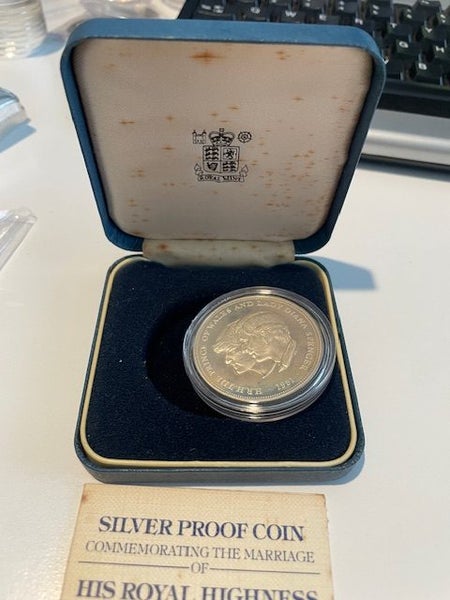 ROYAL MINT
H.R.H. THE PRINCE OF WALES AND LADY DIANA SPENCER 1981
SILVER PROOF COIN
COMMEMORATING THE MARRIAGE
-OF-
HIS ROYAL HIGHNESS